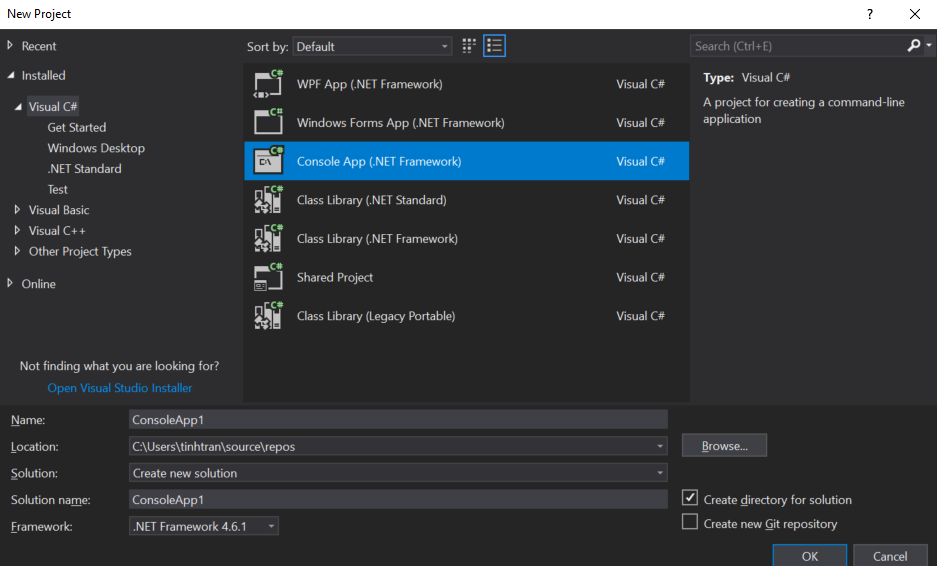 New Project
? ×
Recent
Installed
Visual C#
Get Started
Windows Desktop
.NET Standard
Test
Visual Basic
Visual C++
Other Project Types
Online
Not finding what you are looking for?
Open Visual Studio Installer
Sort by: Default
Search (Ctrl+E)
C# WPF App (.NET Framework) Visual C#
C# Windows Forms App (.NET Framework) Visual C#
C# C:\ Console App (.NET Framework) Visual C#
C# Class Library (.NET Standard) Visual C#
C# Class Library (.NET Framework) Visual C#
C# Shared Project Visual C#
C# Class Library (Legacy Portable) Visual C#
Type: Visual C#
A project for creating a command-line
application
Name: ConsoleApp1
Location: C:\Users\tinhtran\source\repos Browse...
Solution: Create new solution
Solution name: ConsoleApp1
Create directory for solution
Framework: .NET Framework 4.6.1
Create new Git repository
OK Cancel